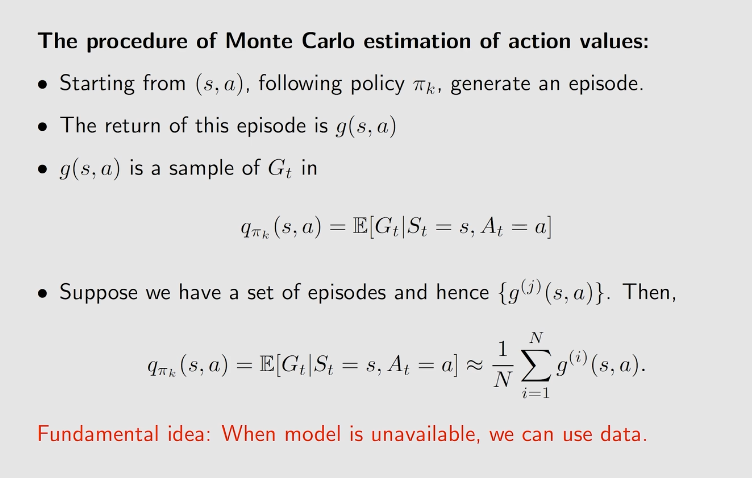 The procedure of Monte Carlo estimation of action values:
• Starting from $(s, a)$, following policy $\pi_k$, generate an episode.
• The return of this episode is $g(s, a)$
• $g(s, a)$ is a sample of $G_t$ in
$q_{\pi_k}(s, a) = \mathbb{E}[G_t|S_t = s, A_t = a]$
• Suppose we have a set of episodes and hence $\{g^{(j)}(s, a)\}$. Then,
$q_{\pi_k}(s, a) = \mathbb{E}[G_t|S_t = s, A_t = a] \approx \frac{1}{N} \sum_{i=1}^{N} g^{(i)}(s, a).$
Fundamental idea: When model is unavailable, we can use data.